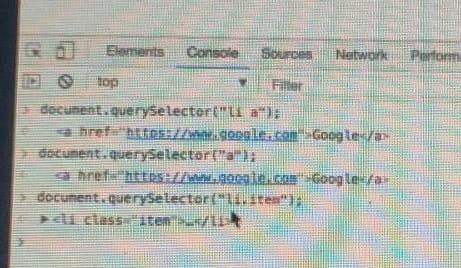 Elements Console Sources Network Perform
top ▼ Filter
> document.querySelector("li a");
< <a href="https://www.google.com">Google</a>
> document.querySelector("a");
< <a href="https://www.google.com">Google</a>
> document.querySelector("li.item");
< ▶<li class="item">…</li>
>